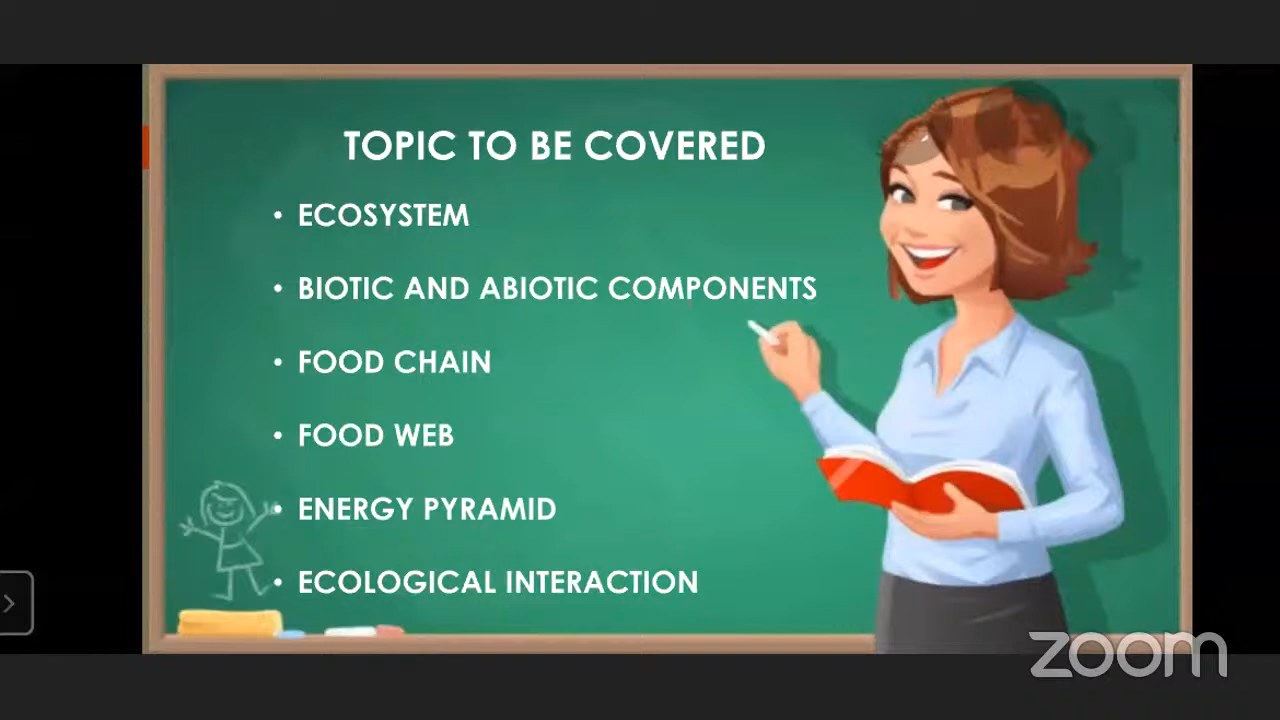 TOPIC TO BE COVERED
• ECOSYSTEM
• BIOTIC AND ABIOTIC COMPONENTS
• FOOD CHAIN
• FOOD WEB
• ENERGY PYRAMID
• ECOLOGICAL INTERACTION
zoom